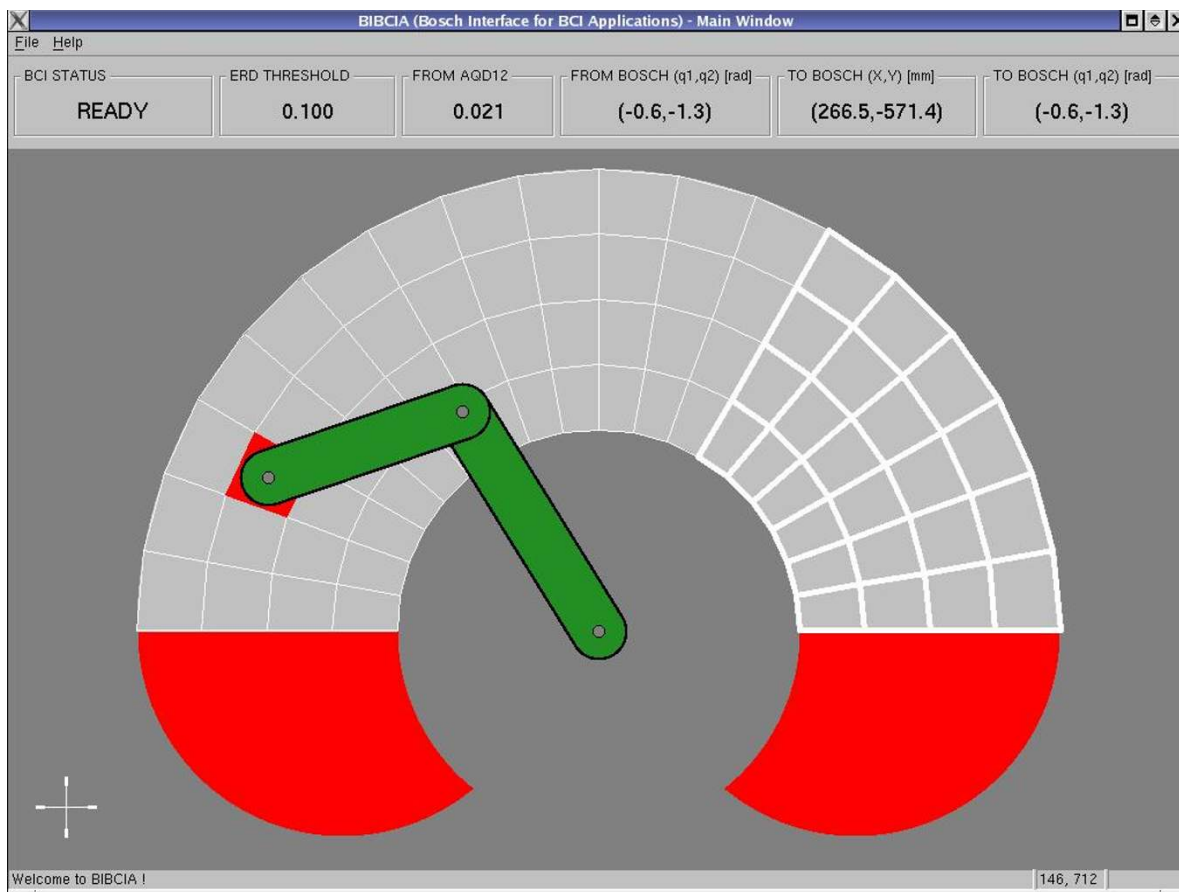 BIBCIA (Bosch Interface for BCI Applications) - Main Window
File Help
BCI STATUS ERD THRESHOLD FROM AQD12 FROM BOSCH (q1,q2) [rad] TO BOSCH (X,Y) [mm] TO BOSCH (q1,q2) [rad]
READY 0.100 0.021 (-0.6,-1.3) (266.5,-571.4) (-0.6,-1.3)
Welcome to BIBCIA ! 146, 712